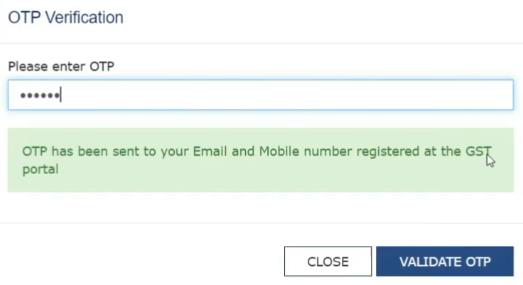 OTP Verification
Please enter OTP
••••••
OTP has been sent to your Email and Mobile number registered at the GST
portal
CLOSE
VALIDATE OTP